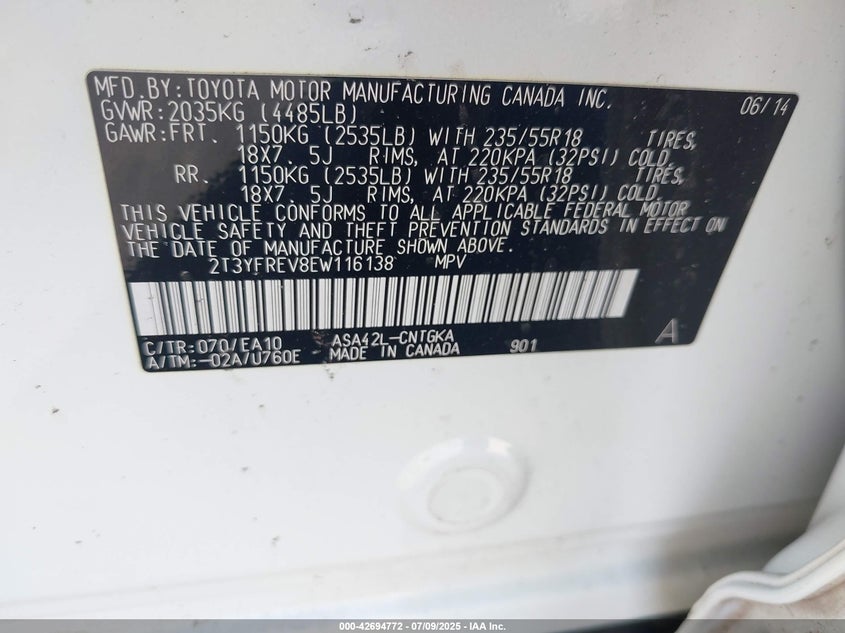 MFD.BY:TOYOTA MOTOR MANUFACTURING CANADA INC. 06/14
GVWR:2035KG (4485LB)
GAWR:FRT. 1150KG (2535LB) WITH 235/55R18 TIRES,
18X7. 5J RIMS, AT 220KPA (32PSI) COLD,
RR. 1150KG (2535LB) WITH 235/55R18 TIRES,
18X7. 5J RIMS, AT 220KPA (32PSI) COLD,
THIS VEHICLE CONFORMS TO ALL APPLICABLE FEDERAL MOTOR
VEHICLE SAFETY AND THEFT PREVENTION STANDARDS IN EFFECT ON
THE DATE OF MANUFACTURE SHOWN ABOVE.
2T3YFREV8EW116138 MPV
C/TR:070/EA10 ASA42L-CNTGKA A
A/TM:-02A/U760E MADE IN CANADA 901
000-42694772 - 07/09/2025 - IAA Inc.